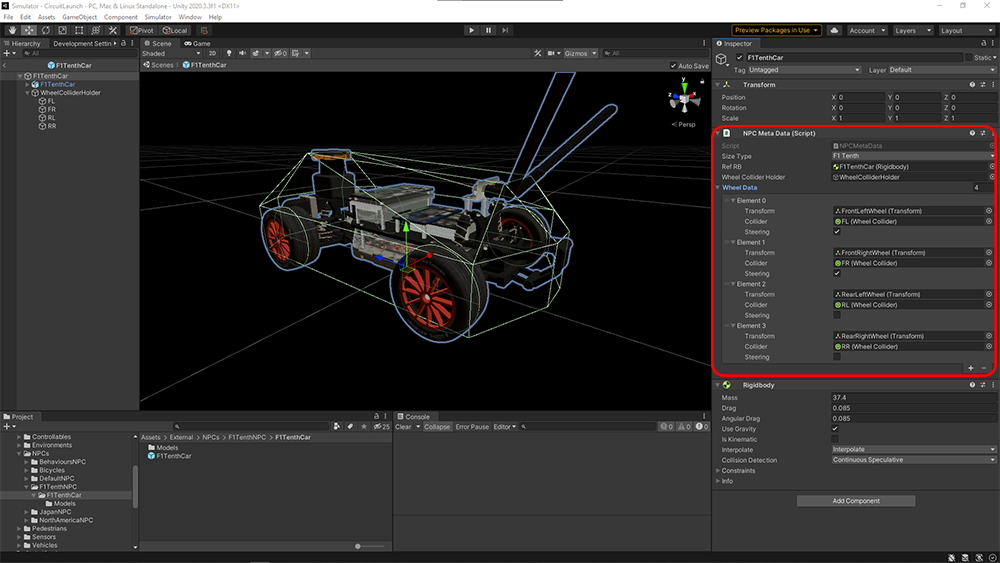 Simulator - CircuitLaunch - PC, Mac & Linux Standalone - Unity 2020.3.3f1 <DX11>
File Edit Assets GameObject Component Simulator Window Help
Pivot Local Preview Packages in Use Account Layers Layout
Hierarchy Development Settin
All
F1TenthCar
F1TenthCar
F1TenthCar
WheelColliderHolder
FL
FR
RL
RR
Scene Game
Shaded 2D 0 Gizmos All
Scenes F1TenthCar Auto Save
y
z x
Persp
Inspector
F1TenthCar Static
Tag Untagged Layer Default
Transform
Position X 0 Y 0 Z 0
Rotation X 0 Y 0 Z 0
Scale X 1 Y 1 Z 1
NPC Meta Data (Script)
Script NPCMetaData
Size Type F1 Tenth
Ref RB F1TenthCar (Rigidbody)
Wheel Collider Holder WheelColliderHolder
Wheel Data 4
Element 0
Transform FrontLeftWheel (Transform)
Collider FL (Wheel Collider)
Steering
Element 1
Transform FrontRightWheel (Transform)
Collider FR (Wheel Collider)
Steering
Element 2
Transform RearLeftWheel (Transform)
Collider RL (Wheel Collider)
Steering
Element 3
Transform RearRightWheel (Transform)
Collider RR (Wheel Collider)
Steering
+ -
Rigidbody
Mass 37.4
Drag 0.085
Angular Drag 0.085
Use Gravity
Is Kinematic
Interpolate Interpolate
Collision Detection Continuous Speculative
Constraints
Info
Add Component
Project
25
Controllables
Environments
NPCs
BehavioursNPC
Bicycles
DefaultNPC
F1TenthNPC
F1TenthCar
Models
JapanNPC
NorthAmericaNPC
Pedestrians
Sensors
Vehicles
Assets > External > NPCs > F1TenthNPC > F1TenthCar
Models
F1TenthCar
Console
Clear Collapse Error Pause Editor 0 0 0